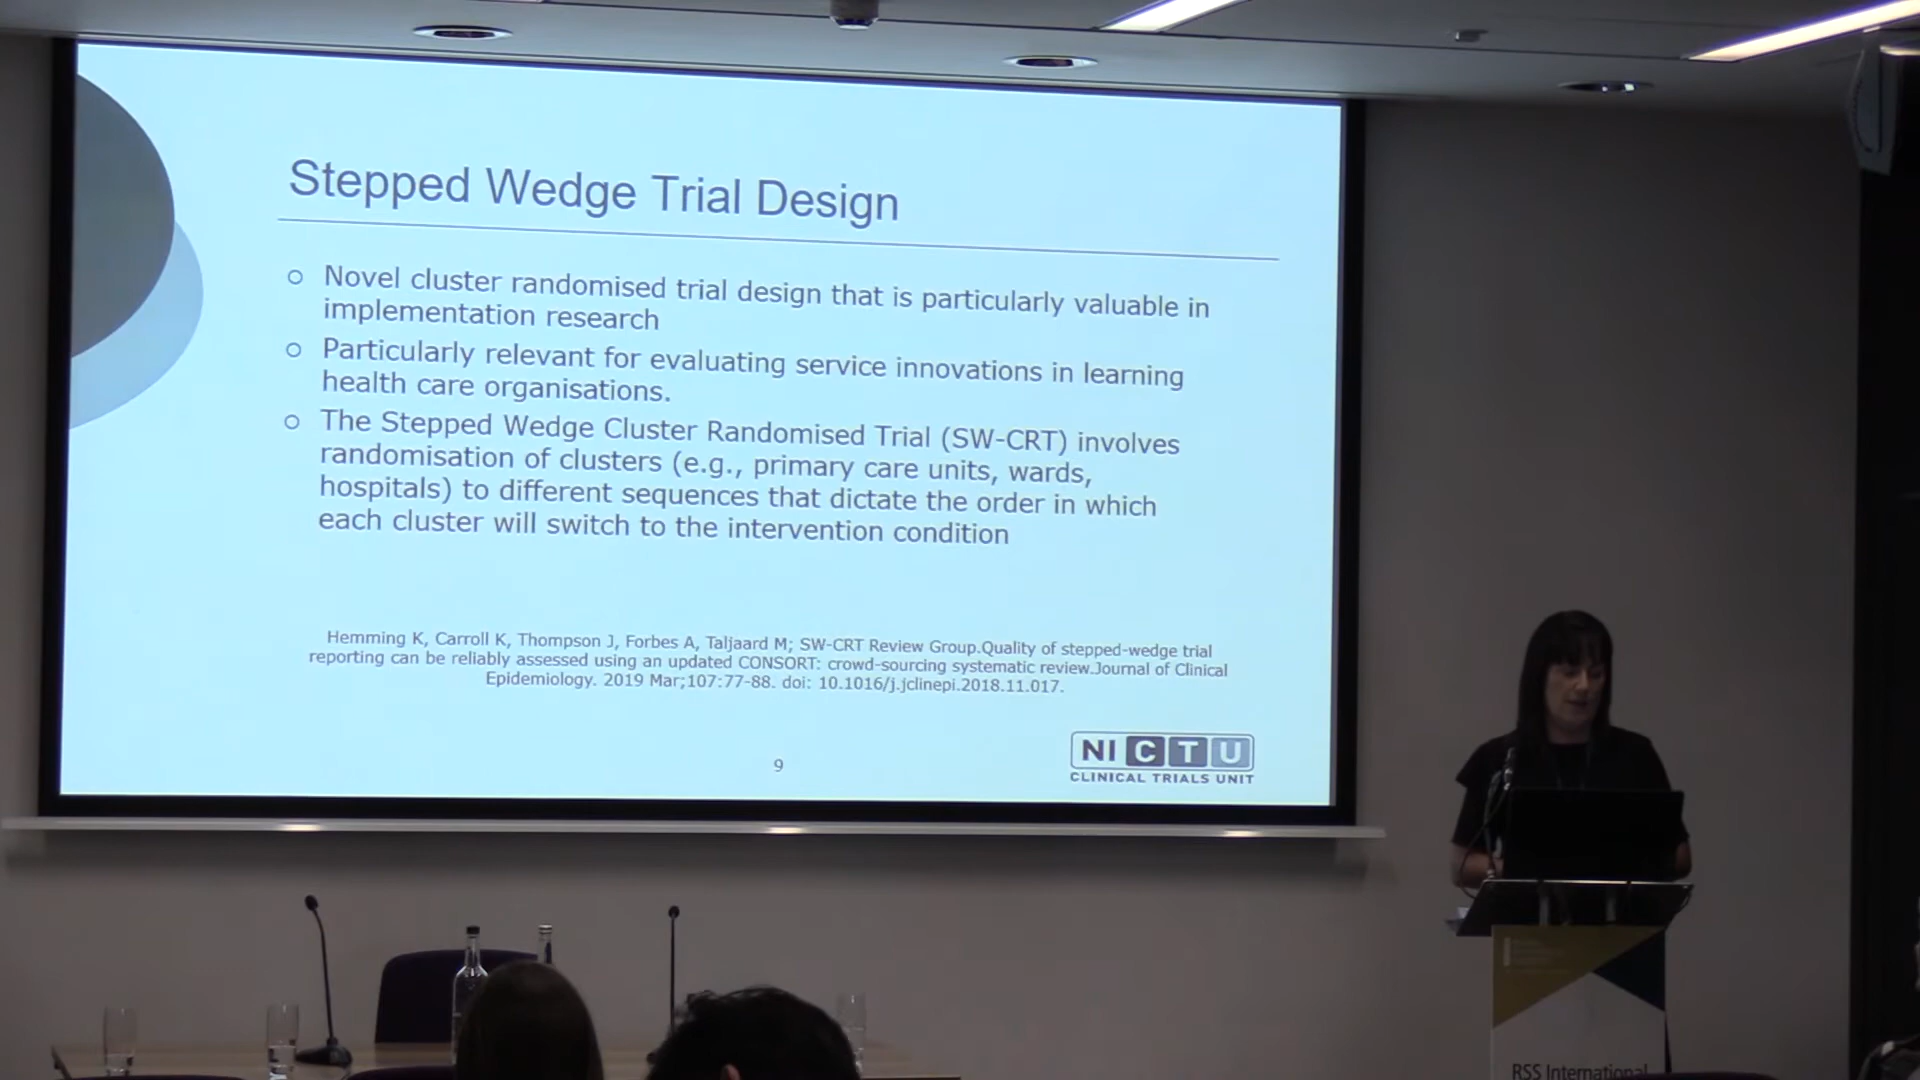 Stepped Wedge Trial Design
Novel cluster randomised trial design that is particularly valuable in
implementation research
Particularly relevant for evaluating service innovations in learning
health care organisations.
The Stepped Wedge Cluster Randomised Trial (SW-CRT) involves
randomisation of clusters (e.g., primary care units, wards,
hospitals) to different sequences that dictate the order in which
each cluster will switch to the intervention condition
Hemming K, Carroll K, Thompson J, Forbes A, Taljaard M; SW-CRT Review Group.Quality of stepped-wedge trial
reporting can be reliably assessed using an updated CONSORT: crowd-sourcing systematic review.Journal of Clinical
Epidemiology. 2019 Mar;107:77-88. doi: 10.1016/j.jclinepi.2018.11.017.
9
NI CTU
CLINICAL TRIALS UNIT
RSS International